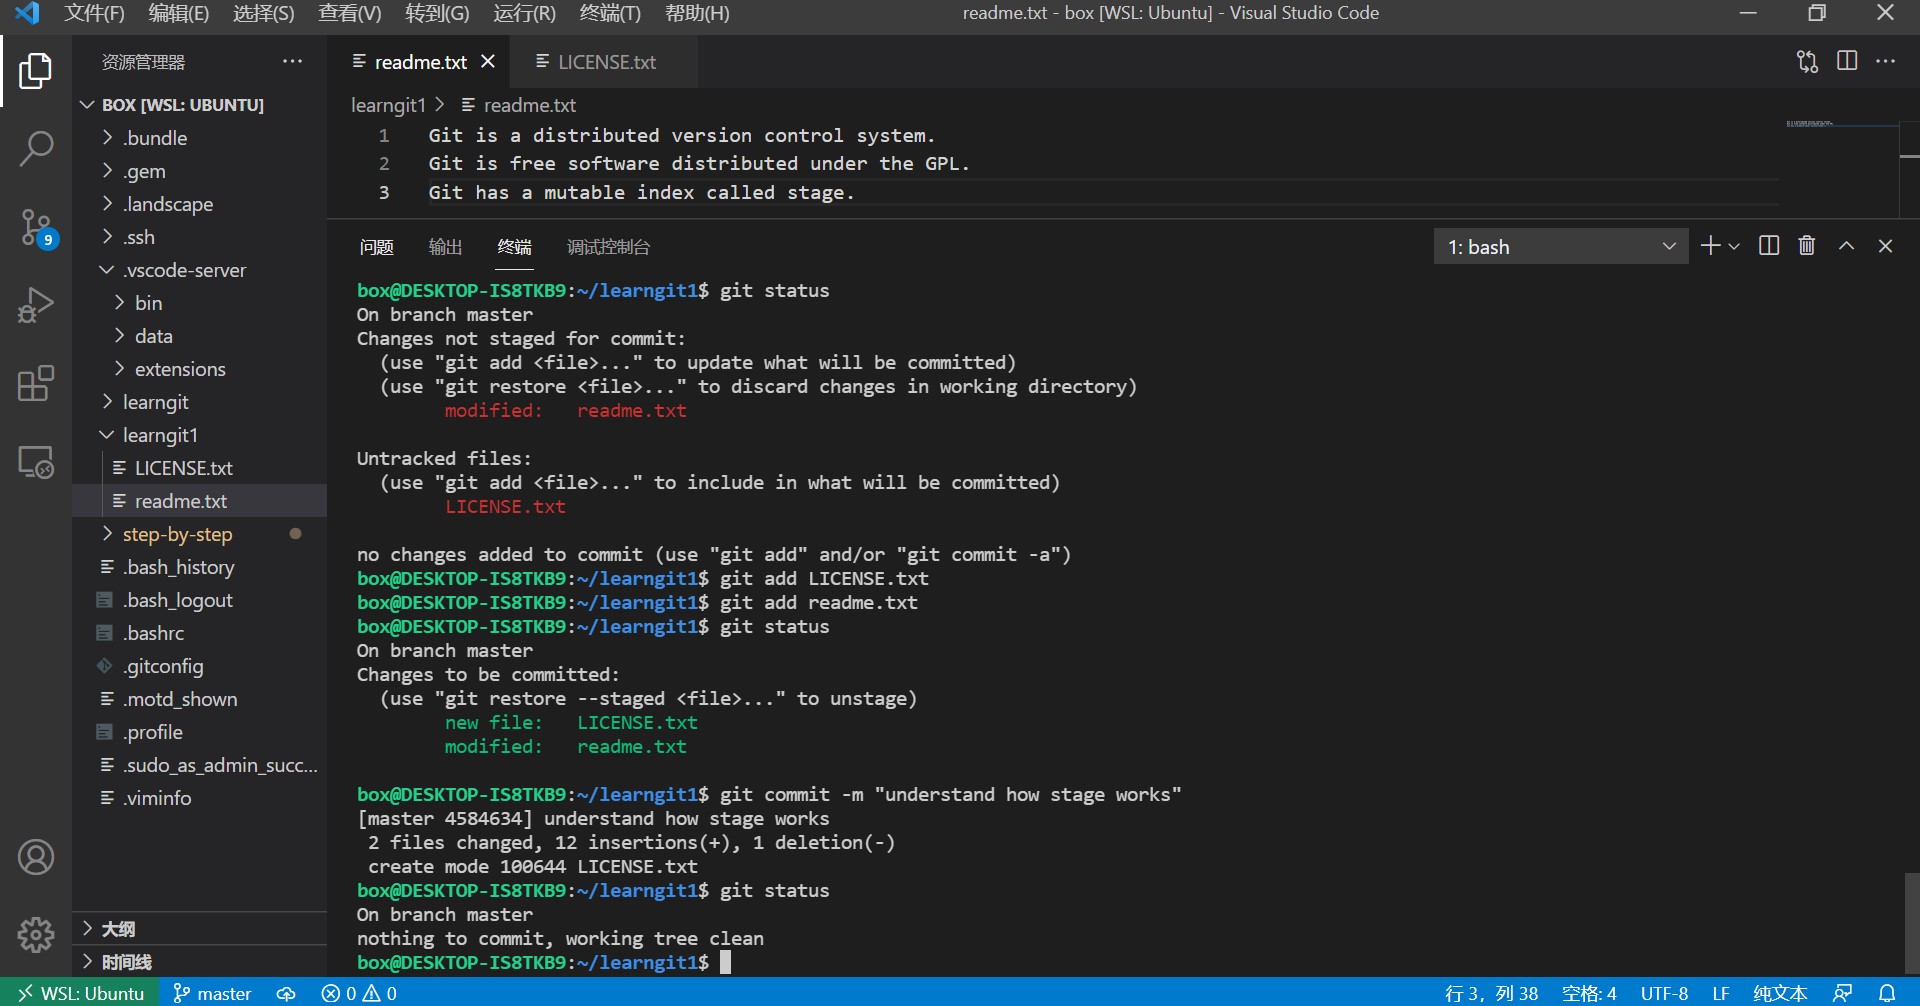 文件(F) 编辑(E) 选择(S) 查看(V) 转到(G) 运行(R) 终端(T) 帮助(H) readme.txt - box [WSL: Ubuntu] - Visual Studio Code
资源管理器
BOX [WSL: UBUNTU]
.bundle
.gem
.landscape
.ssh
.vscode-server
bin
data
extensions
learngit
learngit1
LICENSE.txt
readme.txt
step-by-step
.bash_history
.bash_logout
.bashrc
.gitconfig
.motd_shown
.profile
.sudo_as_admin_succ...
.viminfo
大纲
时间线
9
readme.txt LICENSE.txt
learngit1 > readme.txt
1 Git is a distributed version control system.
2 Git is free software distributed under the GPL.
3 Git has a mutable index called stage.
问题 输出 终端 调试控制台 1: bash
box@DESKTOP-IS8TKB9:~/learngit1$ git status
On branch master
Changes not staged for commit:
  (use "git add <file>..." to update what will be committed)
  (use "git restore <file>..." to discard changes in working directory)
        modified:   readme.txt

Untracked files:
  (use "git add <file>..." to include in what will be committed)
        LICENSE.txt

no changes added to commit (use "git add" and/or "git commit -a")
box@DESKTOP-IS8TKB9:~/learngit1$ git add LICENSE.txt
box@DESKTOP-IS8TKB9:~/learngit1$ git add readme.txt
box@DESKTOP-IS8TKB9:~/learngit1$ git status
On branch master
Changes to be committed:
  (use "git restore --staged <file>..." to unstage)
        new file:   LICENSE.txt
        modified:   readme.txt

box@DESKTOP-IS8TKB9:~/learngit1$ git commit -m "understand how stage works"
[master 4584634] understand how stage works
 2 files changed, 12 insertions(+), 1 deletion(-)
 create mode 100644 LICENSE.txt
box@DESKTOP-IS8TKB9:~/learngit1$ git status
On branch master
nothing to commit, working tree clean
box@DESKTOP-IS8TKB9:~/learngit1$
WSL: Ubuntu master 0 0 行 3，列 38 空格: 4 UTF-8 LF 纯文本